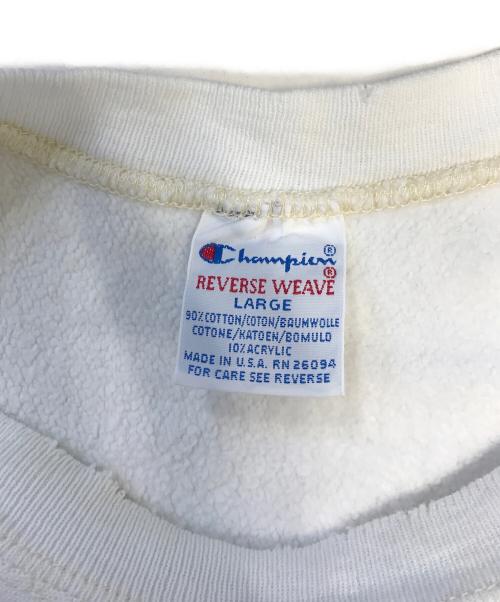 Champion®
REVERSE WEAVE®
LARGE
90%COTTON/COTON/BAUMWOLLE
COTONE/KATOEN/BOMULD
10%ACRYLIC
MADE IN U.S.A. RN 26094
FOR CARE SEE REVERSE